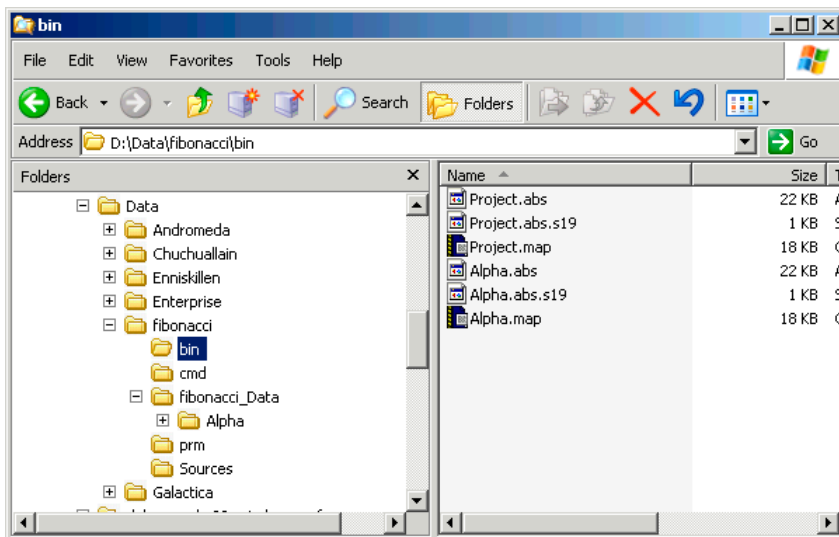 bin
File Edit View Favorites Tools Help
Back Search Folders
Address D:\Data\fibonacci\bin Go
Folders
Data
Andromeda
Chuchuallain
Enniskillen
Enterprise
fibonacci
bin
cmd
fibonacci_Data
Alpha
prm
Sources
Galactica
Name Size
Project.abs 22 KB
Project.abs.s19 1 KB
Project.map 18 KB
Alpha.abs 22 KB
Alpha.abs.s19 1 KB
Alpha.map 18 KB